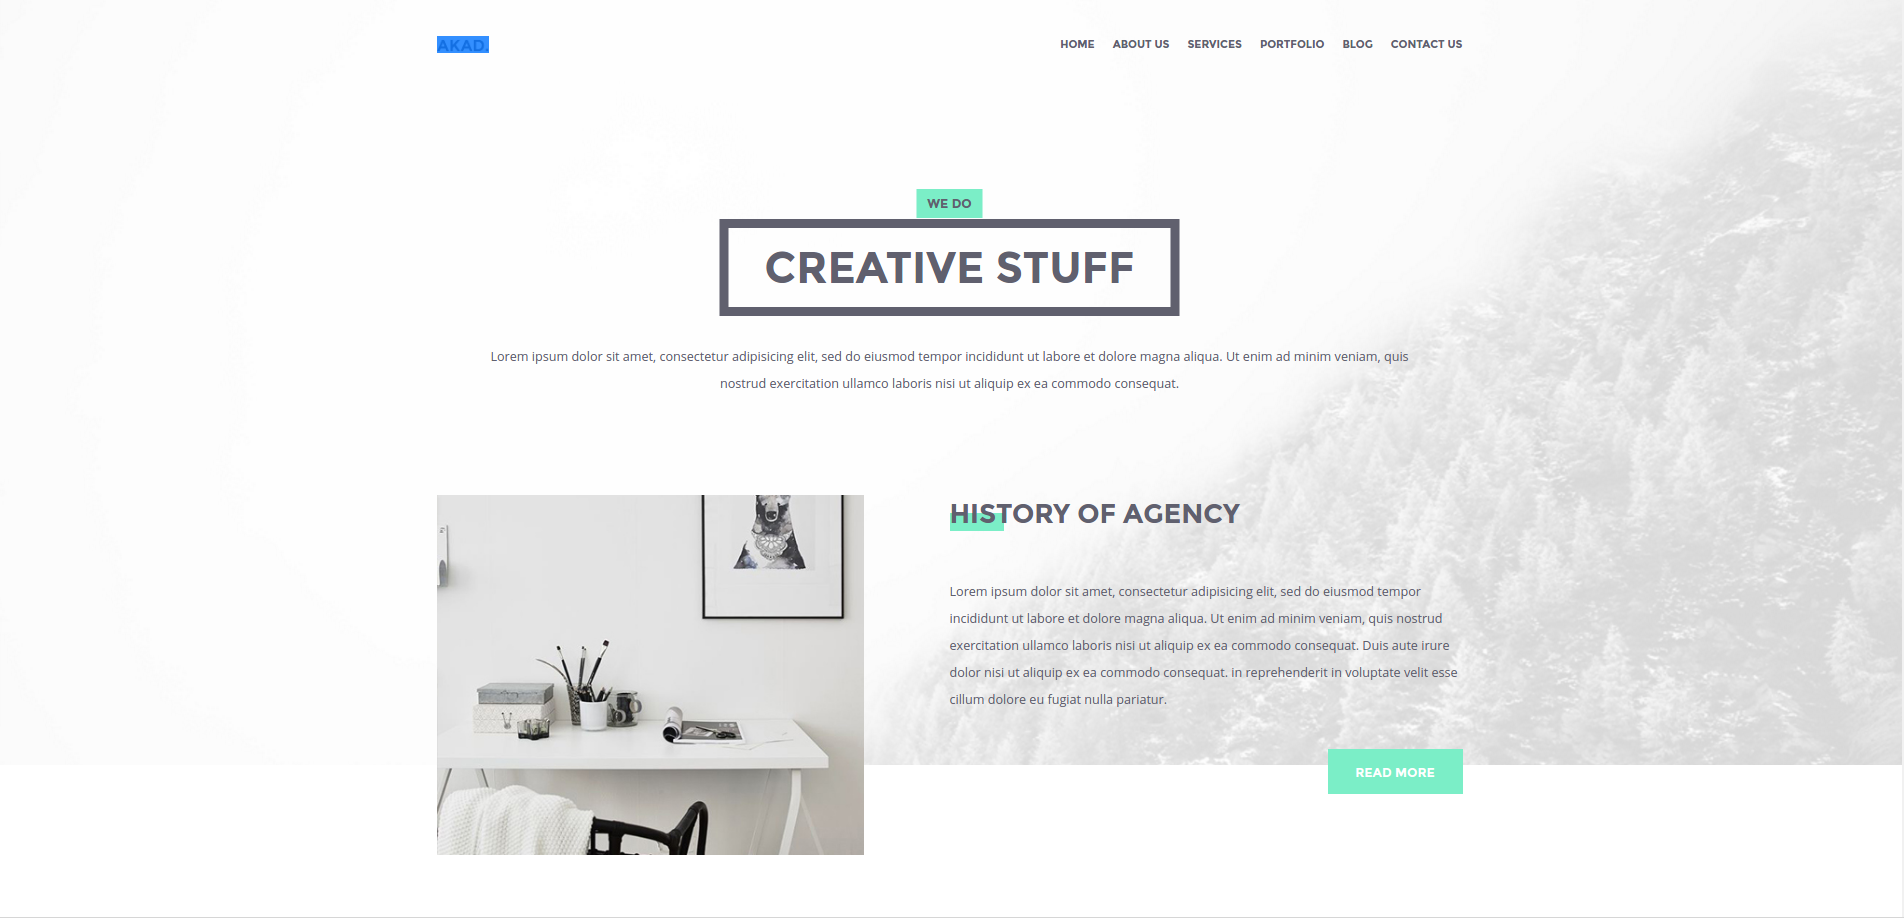 AKAD.
HOME ABOUT US SERVICES PORTFOLIO BLOG CONTACT US
WE DO
CREATIVE STUFF
Lorem ipsum dolor sit amet, consectetur adipisicing elit, sed do eiusmod tempor incididunt ut labore et dolore magna aliqua. Ut enim ad minim veniam, quis
nostrud exercitation ullamco laboris nisi ut aliquip ex ea commodo consequat.
HISTORY OF AGENCY
Lorem ipsum dolor sit amet, consectetur adipisicing elit, sed do eiusmod tempor
incididunt ut labore et dolore magna aliqua. Ut enim ad minim veniam, quis nostrud
exercitation ullamco laboris nisi ut aliquip ex ea commodo consequat. Duis aute irure
dolor nisi ut aliquip ex ea commodo consequat. in reprehenderit in voluptate velit esse
cillum dolore eu fugiat nulla pariatur.
READ MORE